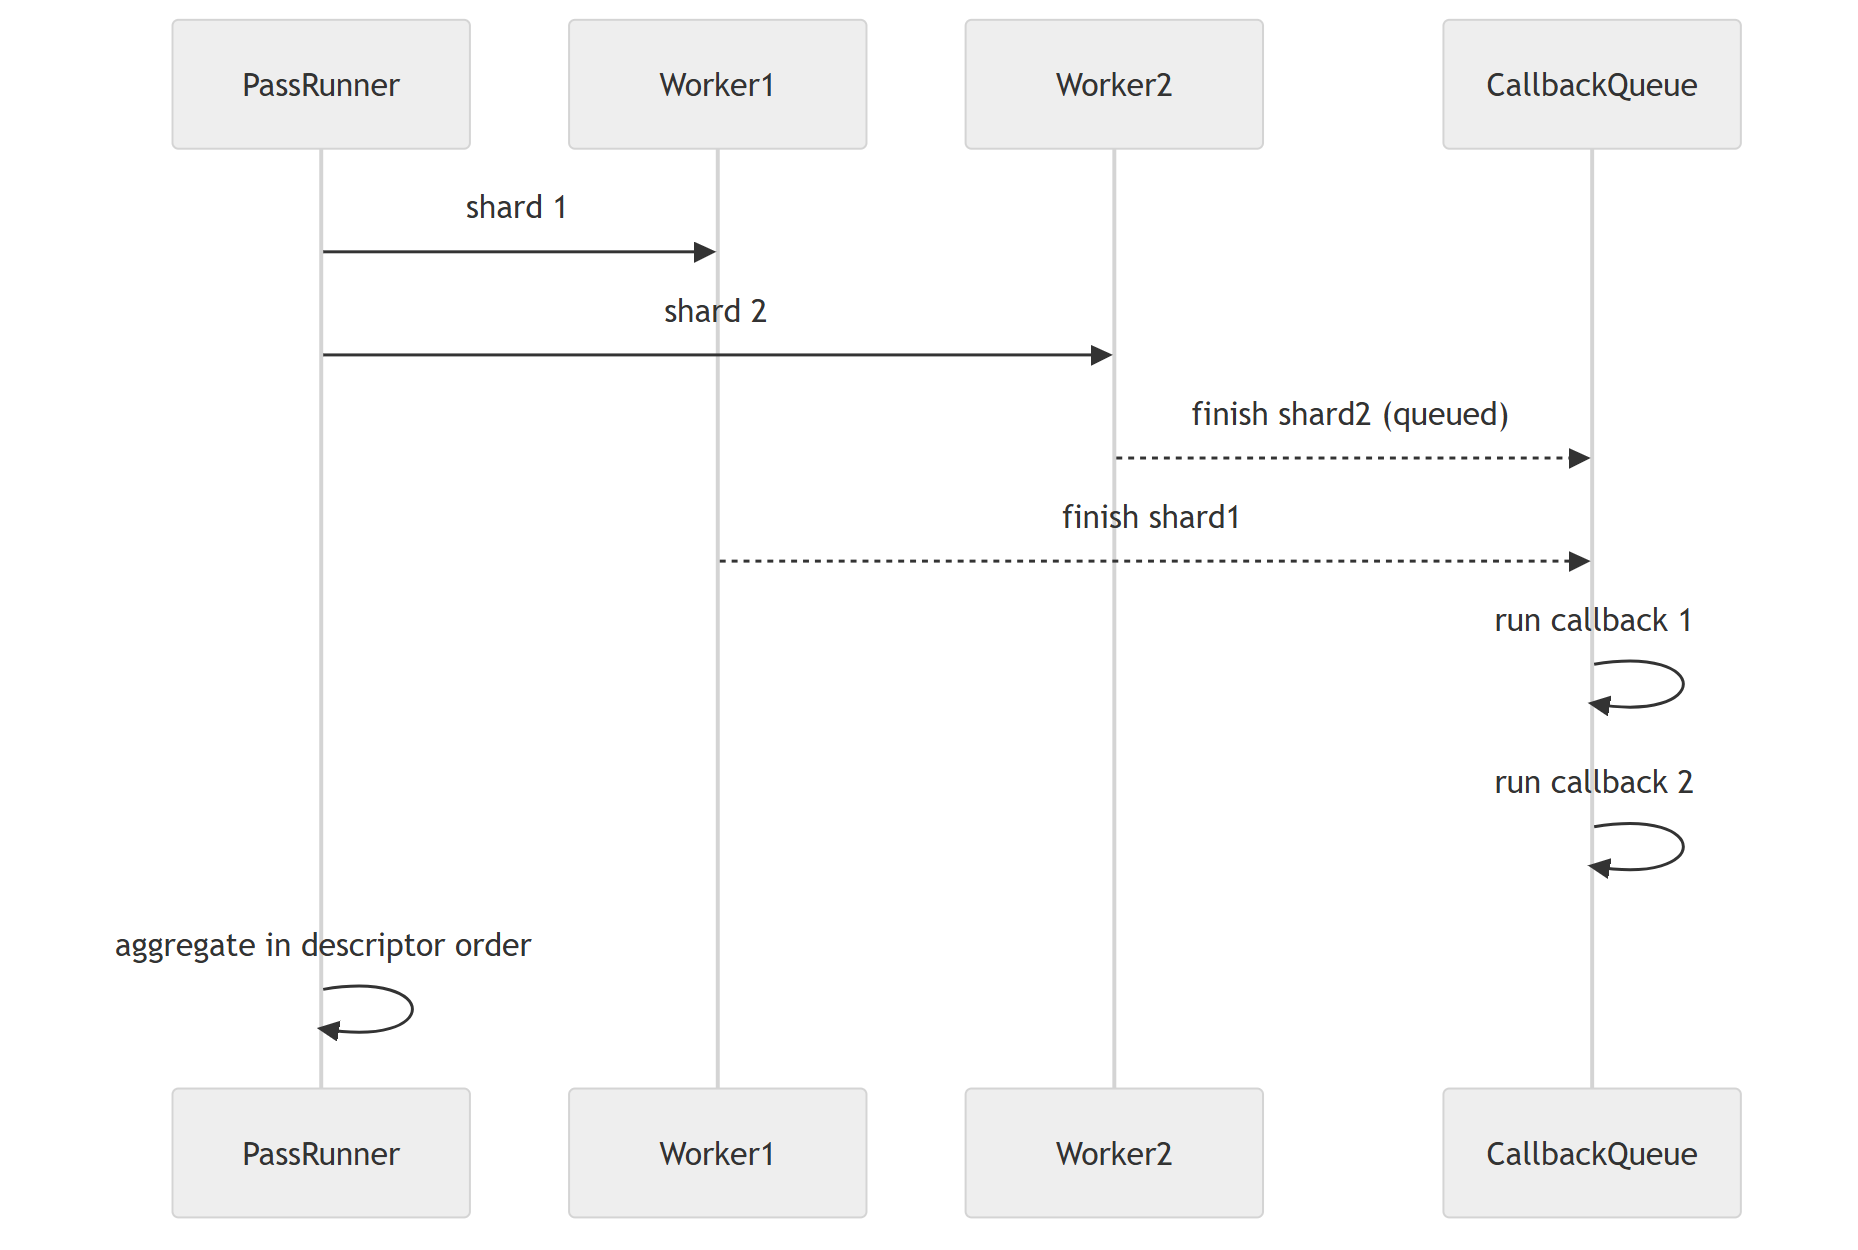 PassRunner
Worker1
Worker2
CallbackQueue
shard 1
shard 2
finish shard2 (queued)
finish shard1
run callback 1
run callback 2
aggregate in descriptor order
PassRunner
Worker1
Worker2
CallbackQueue